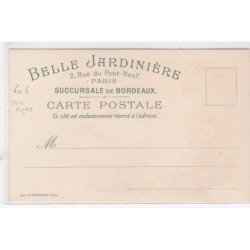 BELLE JARDINIÈRE
2, Rue du Pont-Neuf,
PARIS
SUCCURSALE DE BORDEAUX.
CARTE POSTALE
Ce côté est exclusivement réservé à l'adresse.
M